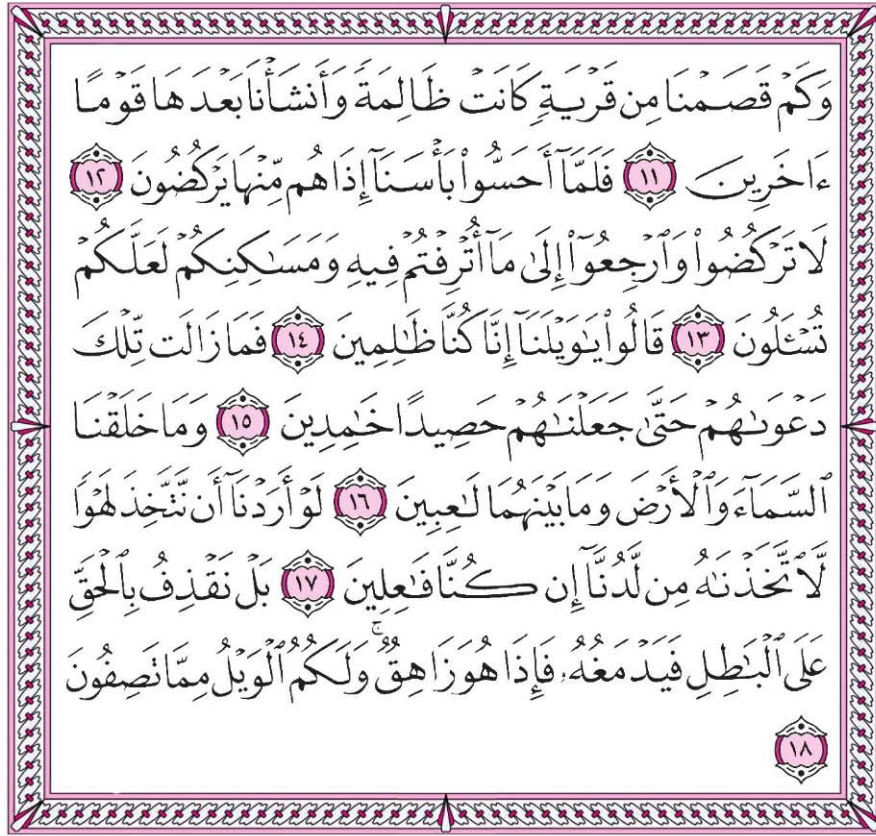 وَكَمۡ قَصَمۡنَا مِن قَرۡيَةٖ كَانَتۡ ظَالِمَةٗ وَأَنشَأۡنَا بَعۡدَهَا قَوۡمًا
ءَاخَرِينَ ١١ فَلَمَّآ أَحَسُّواْ بَأۡسَنَآ إِذَا هُم مِّنۡهَا يَرۡكُضُونَ ١٢
لَا تَرۡكُضُواْ وَٱرۡجِعُوٓاْ إِلَىٰ مَآ أُتۡرِفۡتُمۡ فِيهِ وَمَسَٰكِنِكُمۡ لَعَلَّكُمۡ
تُسۡـَٔلُونَ ١٣ قَالُواْ يَٰوَيۡلَنَآ إِنَّا كُنَّا ظَٰلِمِينَ ١٤ فَمَا زَالَت تِّلۡكَ
دَعۡوَىٰهُمۡ حَتَّىٰ جَعَلۡنَٰهُمۡ حَصِيدًا خَٰمِدِينَ ١٥ وَمَا خَلَقۡنَا
ٱلسَّمَآءَ وَٱلۡأَرۡضَ وَمَا بَيۡنَهُمَا لَٰعِبِينَ ١٦ لَوۡ أَرَدۡنَآ أَن نَّتَّخِذَ لَهۡوٗا
لَّٱتَّخَذۡنَٰهُ مِن لَّدُنَّآ إِن كُنَّا فَٰعِلِينَ ١٧ بَلۡ نَقۡذِفُ بِٱلۡحَقِّ
عَلَى ٱلۡبَٰطِلِ فَيَدۡمَغُهُۥ فَإِذَا هُوَ زَاهِقٞۚ وَلَكُمُ ٱلۡوَيۡلُ مِمَّا تَصِفُونَ
١٨